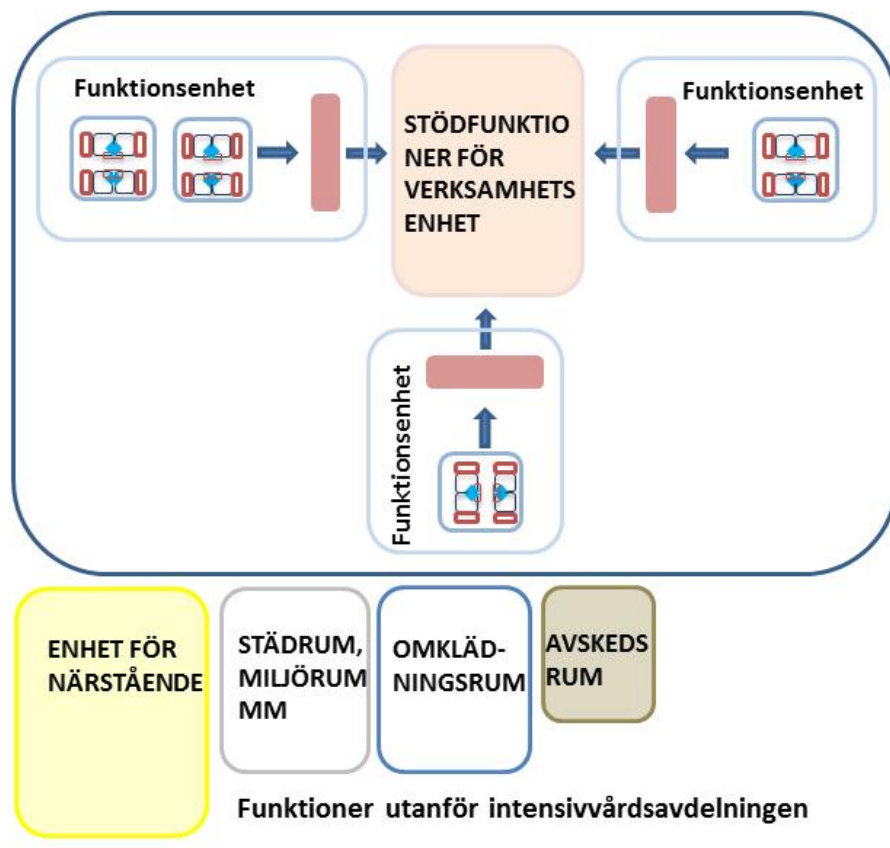 Funktionsenhet
STÖDFUNKTIO
NER FÖR
VERKSAMHETS
ENHET
Funktionsenhet
Funktionsenhet
ENHET FÖR
NÄRSTÅENDE
STÄDRUM,
MILJÖRUM
MM
OMKLÄD-
NINGSRUM
AVSKEDS
RUM
Funktioner utanför intensivvårdsavdelningen